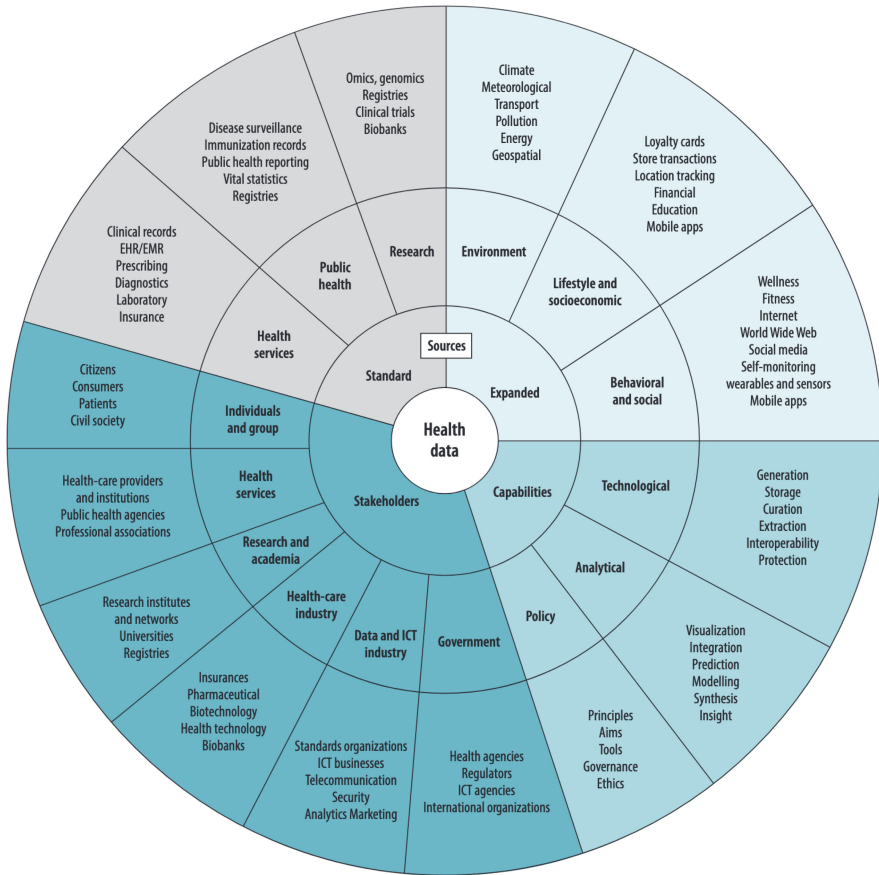 Health
data
Sources
Standard
Expanded
Capabilities
Stakeholders
Research
Omics, genomics
Registries
Clinical trials
Biobanks
Public
health
Disease surveillance
Immunization records
Public health reporting
Vital statistics
Registries
Health
services
Clinical records
EHR/EMR
Prescribing
Diagnostics
Laboratory
Insurance
Environment
Climate
Meteorological
Transport
Pollution
Energy
Geospatial
Lifestyle and
socioeconomic
Loyalty cards
Store transactions
Location tracking
Financial
Education
Mobile apps
Behavioral
and social
Wellness
Fitness
Internet
World Wide Web
Social media
Self-monitoring
wearables and sensors
Mobile apps
Technological
Generation
Storage
Curation
Extraction
Interoperability
Protection
Analytical
Visualization
Integration
Prediction
Modelling
Synthesis
Insight
Policy
Principles
Aims
Tools
Governance
Ethics
Government
Health agencies
Regulators
ICT agencies
International organizations
Data and ICT
industry
Standards organizations
ICT businesses
Telecommunication
Security
Analytics Marketing
Health-care
industry
Insurances
Pharmaceutical
Biotechnology
Health technology
Biobanks
Research and
academia
Research institutes
and networks
Universities
Registries
Health
services
Health-care providers
and institutions
Public health agencies
Professional associations
Individuals
and group
Citizens
Consumers
Patients
Civil society